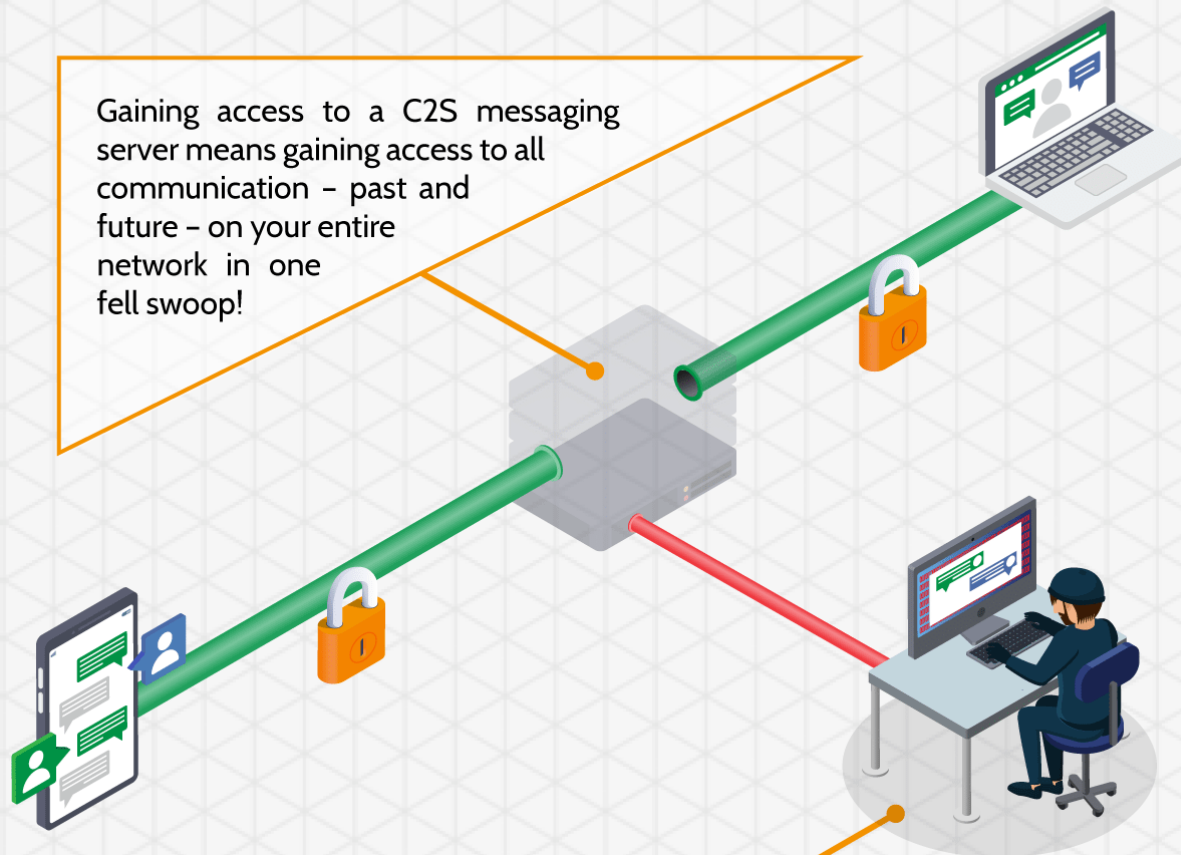 Gaining access to a C2S messaging
server means gaining access to all
communication – past and
future – on your entire
network in one
fell swoop!